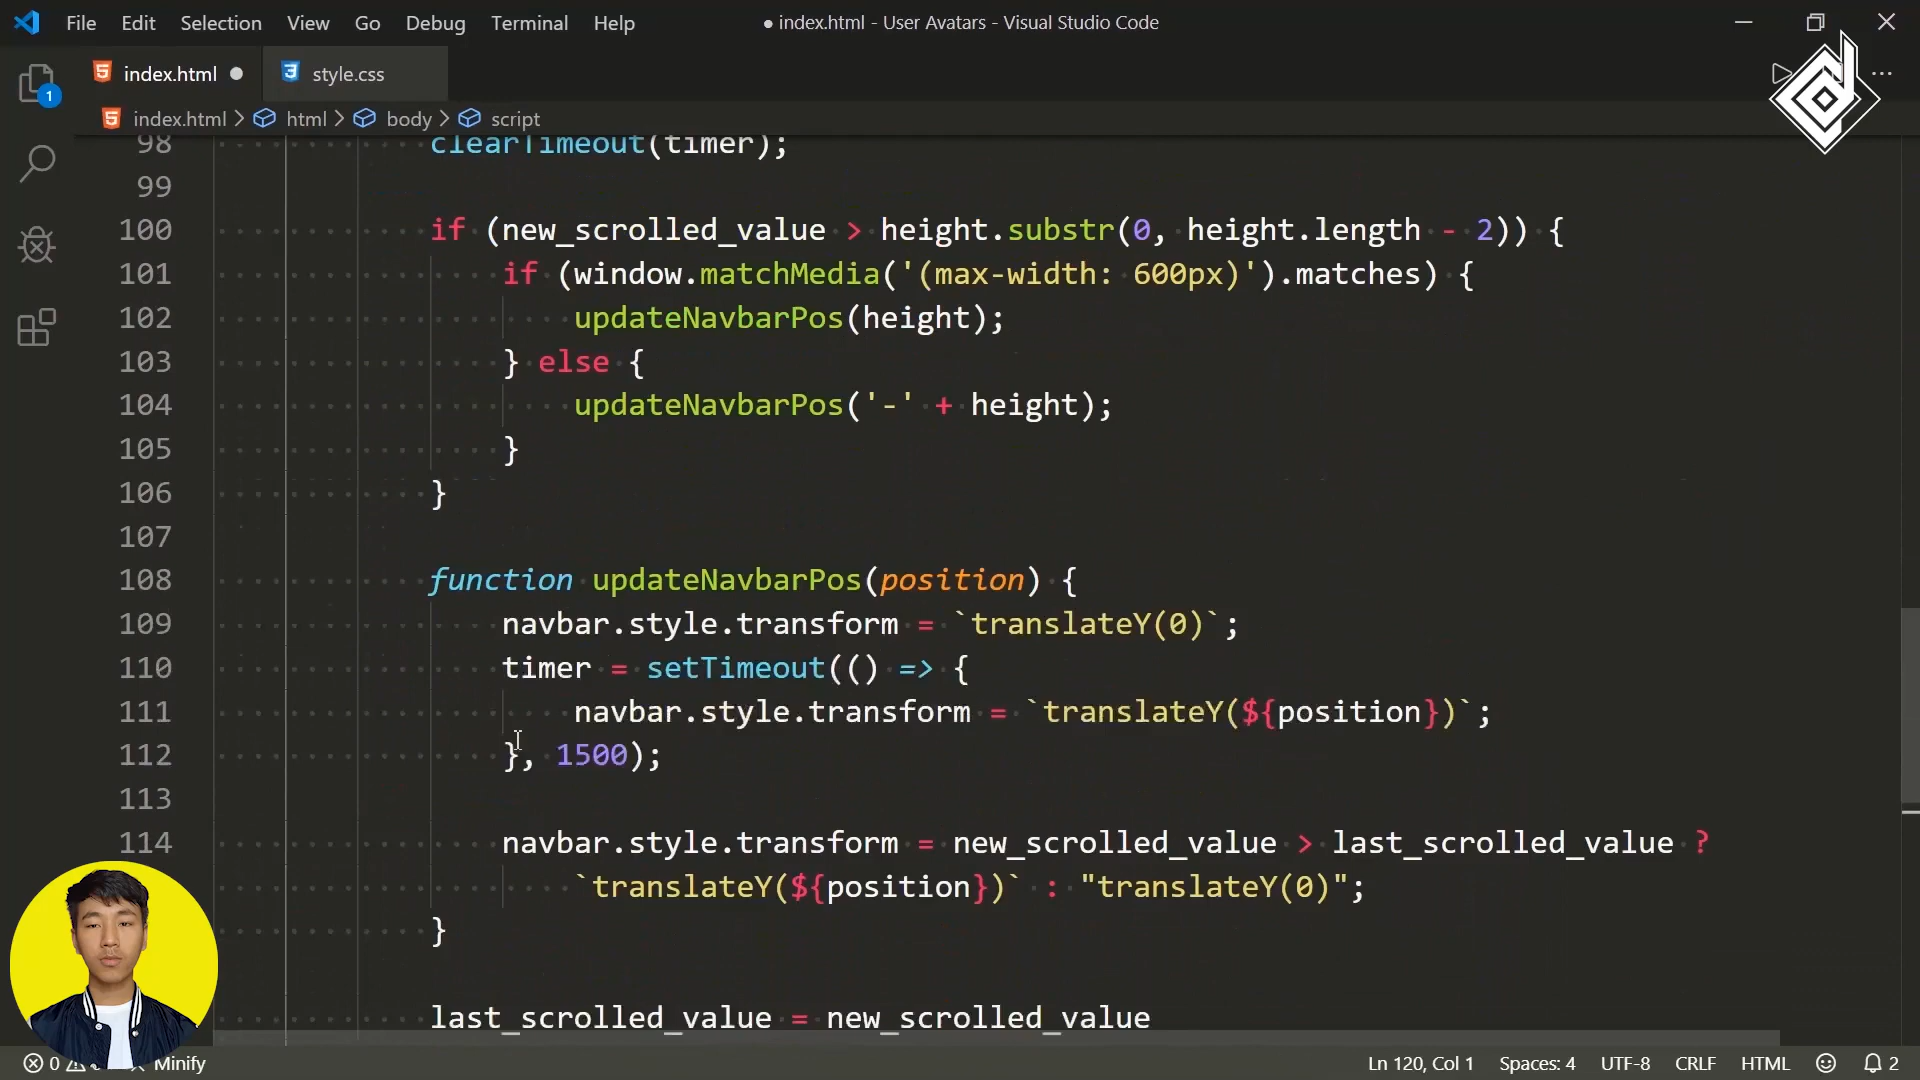 File Edit Selection View Go Debug Terminal Help ● index.html - User Avatars - Visual Studio Code
index.html ● style.css
index.html > html > body > script
1
98 clearTimeout(timer);
99
100 if (new_scrolled_value > height.substr(0, height.length - 2)) {
101 if (window.matchMedia('(max-width: 600px)').matches) {
102 updateNavbarPos(height);
103 } else {
104 updateNavbarPos('-' + height);
105 }
106 }
107
108 function updateNavbarPos(position) {
109 navbar.style.transform = `translateY(0)`;
110 timer = setTimeout(() => {
111 navbar.style.transform = `translateY(${position})`;
112 }, 1500);
113
114 navbar.style.transform = new_scrolled_value > last_scrolled_value ?
`translateY(${position})` : "translateY(0)";
}
last_scrolled_value = new_scrolled_value
0 Minify Ln 120, Col 1 Spaces: 4 UTF-8 CRLF HTML 2